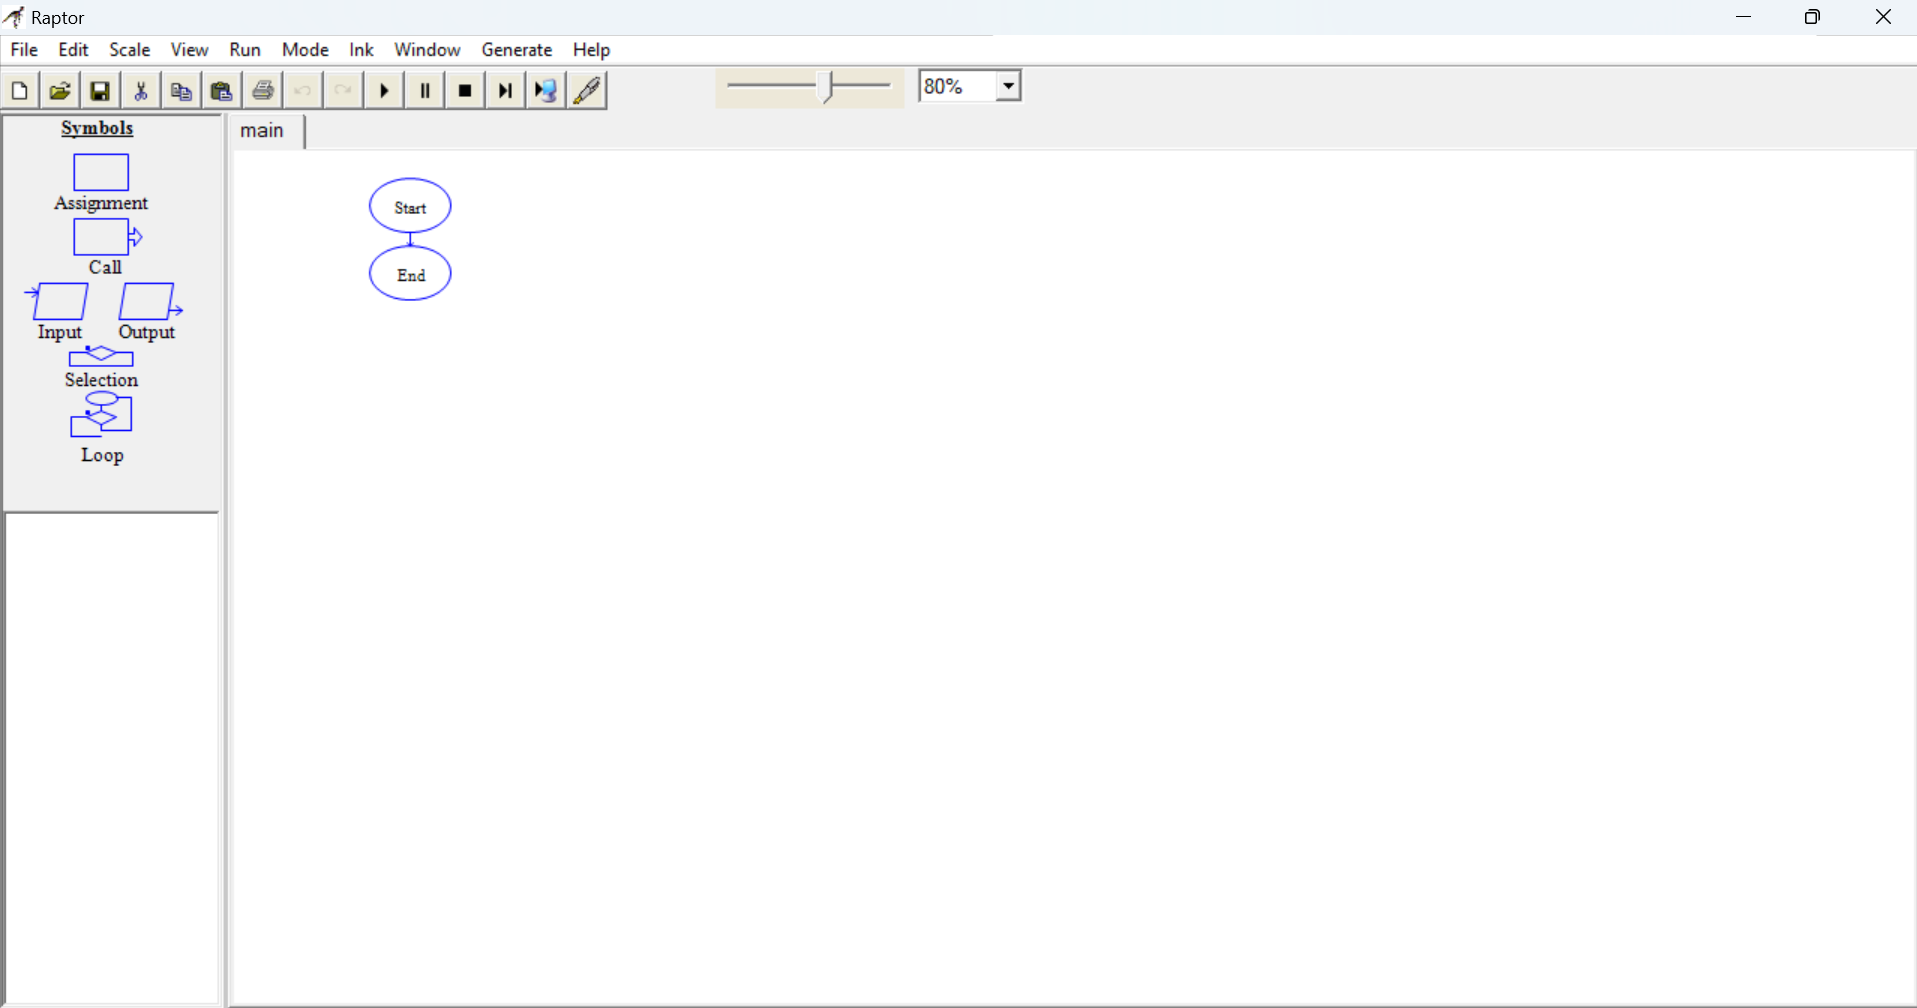 Raptor
File Edit Scale View Run Mode Ink Window Generate Help
80%
Symbols
main
Assignment
Call
Input Output
Selection
Loop
Start
End